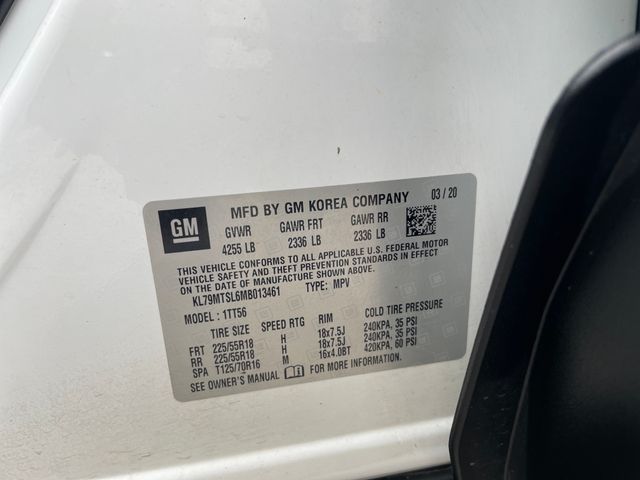 GM
MFD BY GM KOREA COMPANY 03 / 20
GVWR GAWR FRT GAWR RR
4255 LB 2336 LB 2336 LB
THIS VEHICLE CONFORMS TO ALL APPLICABLE U.S. FEDERAL MOTOR
VEHICLE SAFETY AND THEFT PREVENTION STANDARDS IN EFFECT ON
THE DATE OF MANUFACTURE SHOWN ABOVE.
KL79MTSL6MB013461 TYPE: MPV
MODEL : 1TT56
TIRE SIZE SPEED RTG RIM COLD TIRE PRESSURE
FRT 225/55R18 H 18x7.5J 240KPA, 35 PSI
RR 225/55R18 H 18x7.5J 240KPA, 35 PSI
SPA T125/70R16 M 16x4.0BT 420KPA, 60 PSI
SEE OWNER'S MANUAL FOR MORE INFORMATION.